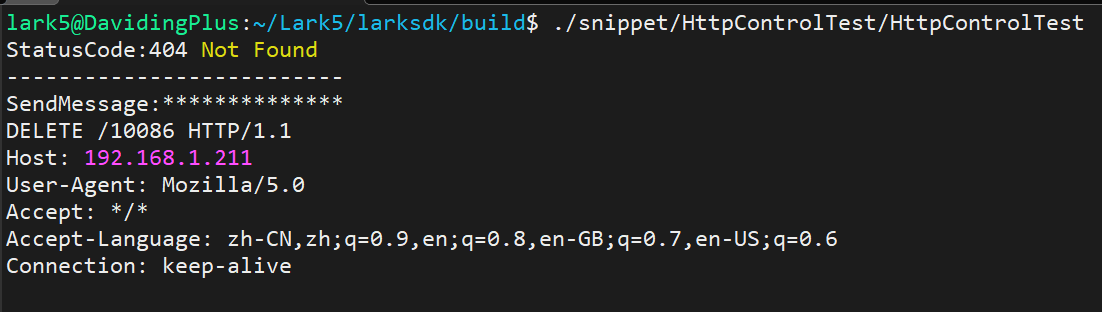 lark5@DavidingPlus:~/Lark5/larksdk/build$ ./snippet/HttpControlTest/HttpControlTest
StatusCode:404 Not Found
--------------------------
SendMessage:**************
DELETE /10086 HTTP/1.1
Host: 192.168.1.211
User-Agent: Mozilla/5.0
Accept: */*
Accept-Language: zh-CN,zh;q=0.9,en;q=0.8,en-GB;q=0.7,en-US;q=0.6
Connection: keep-alive